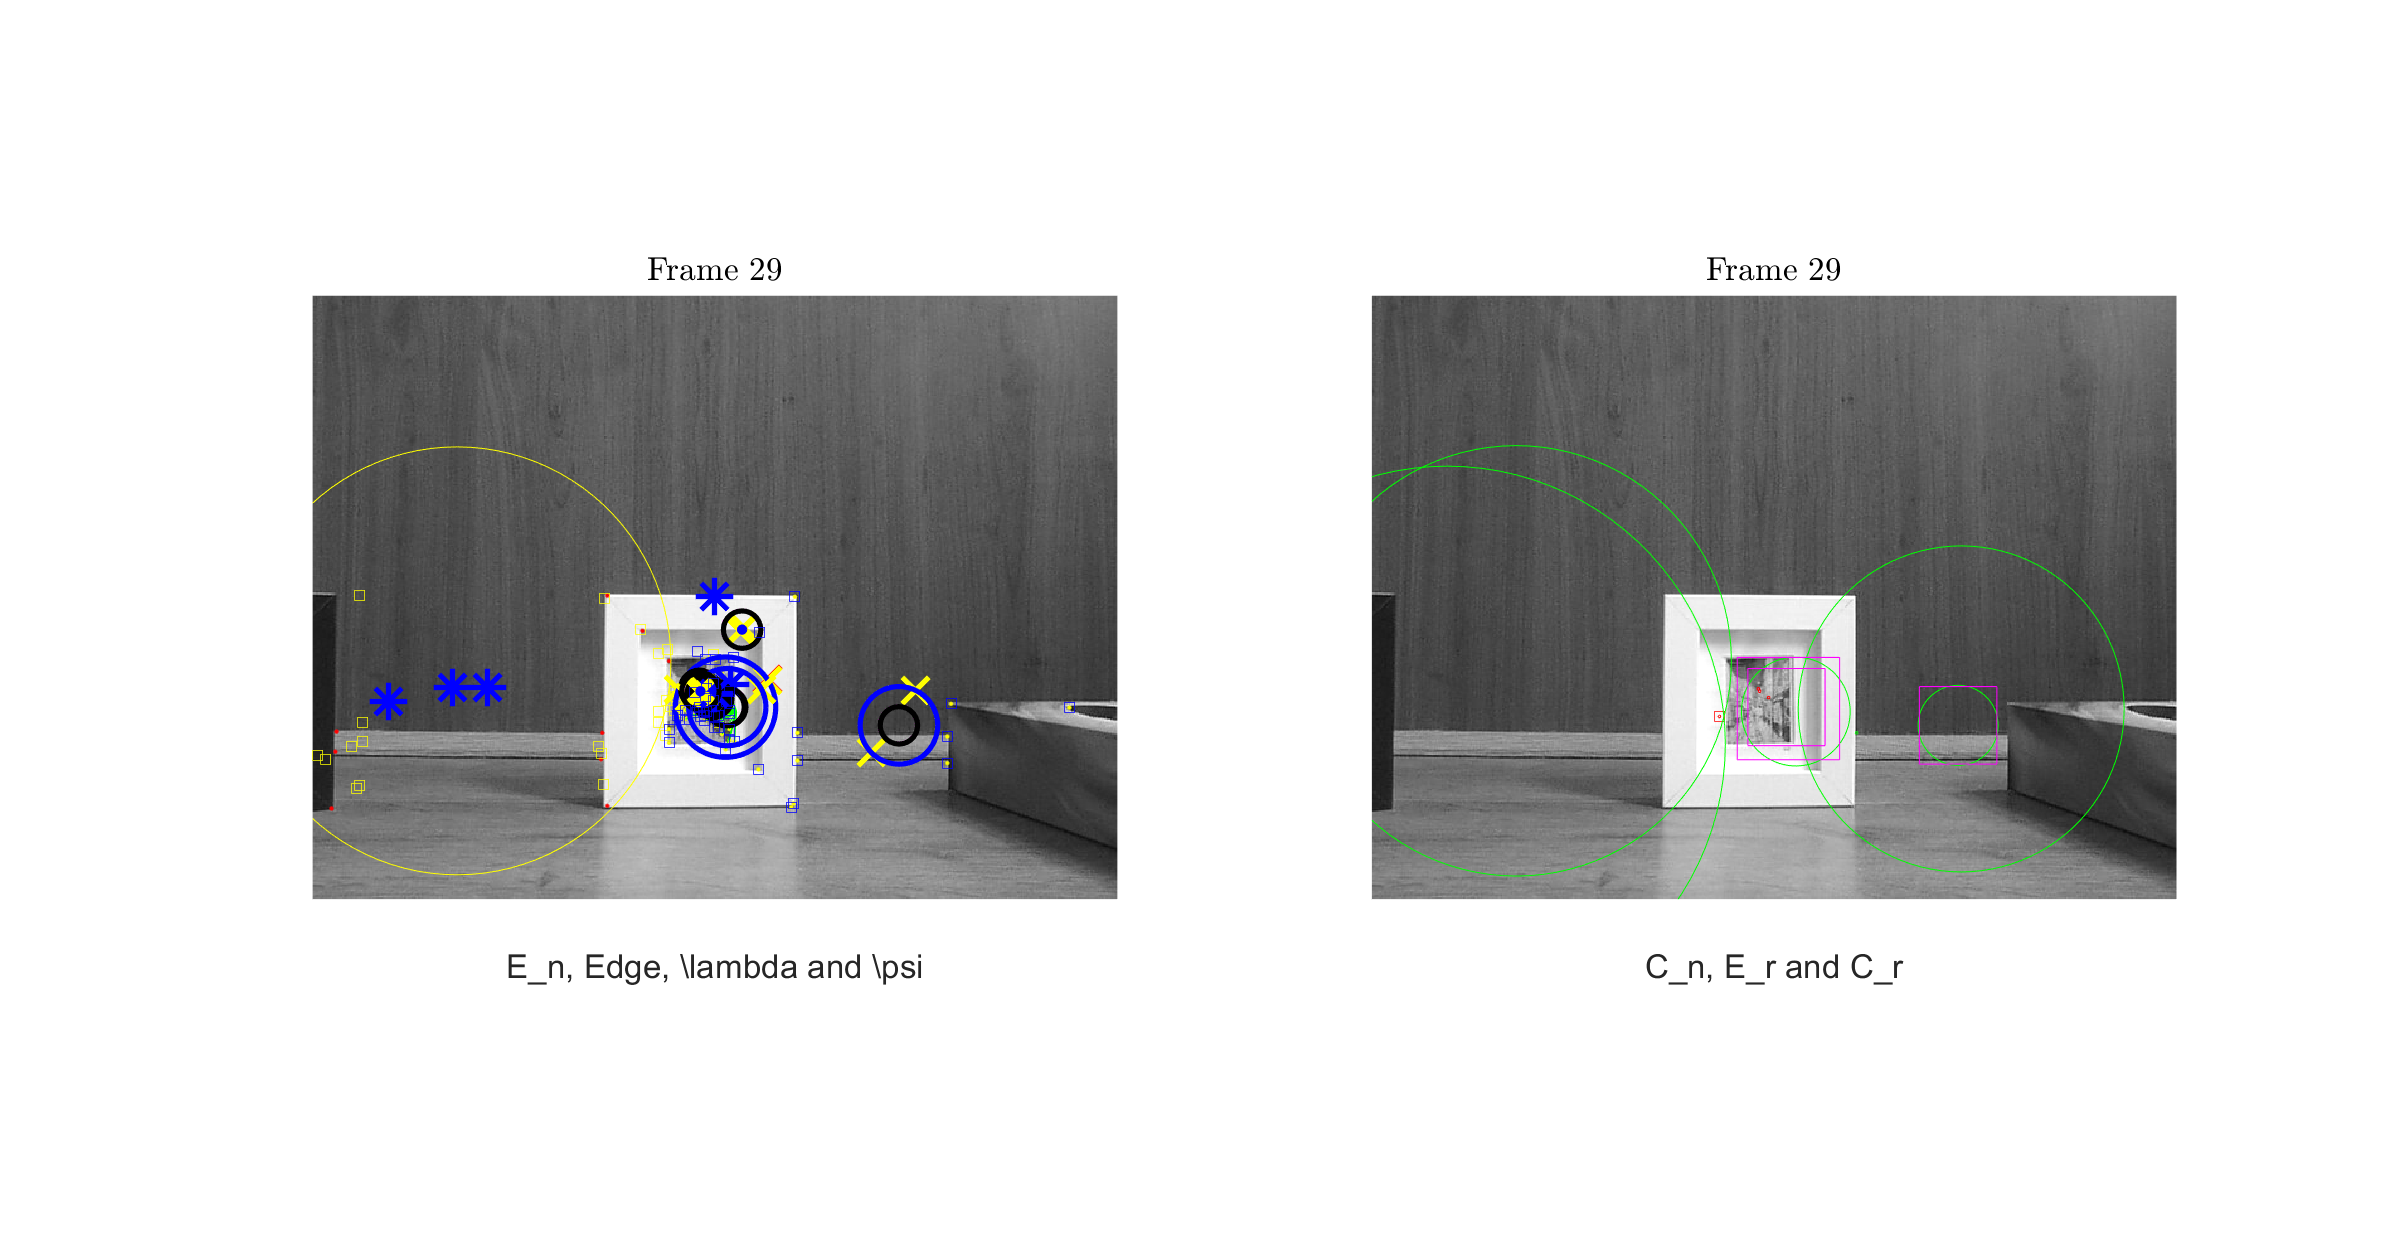 Frame 29
Frame 29
E_n, Edge, \lambda and \psi
C_n, E_r and C_r